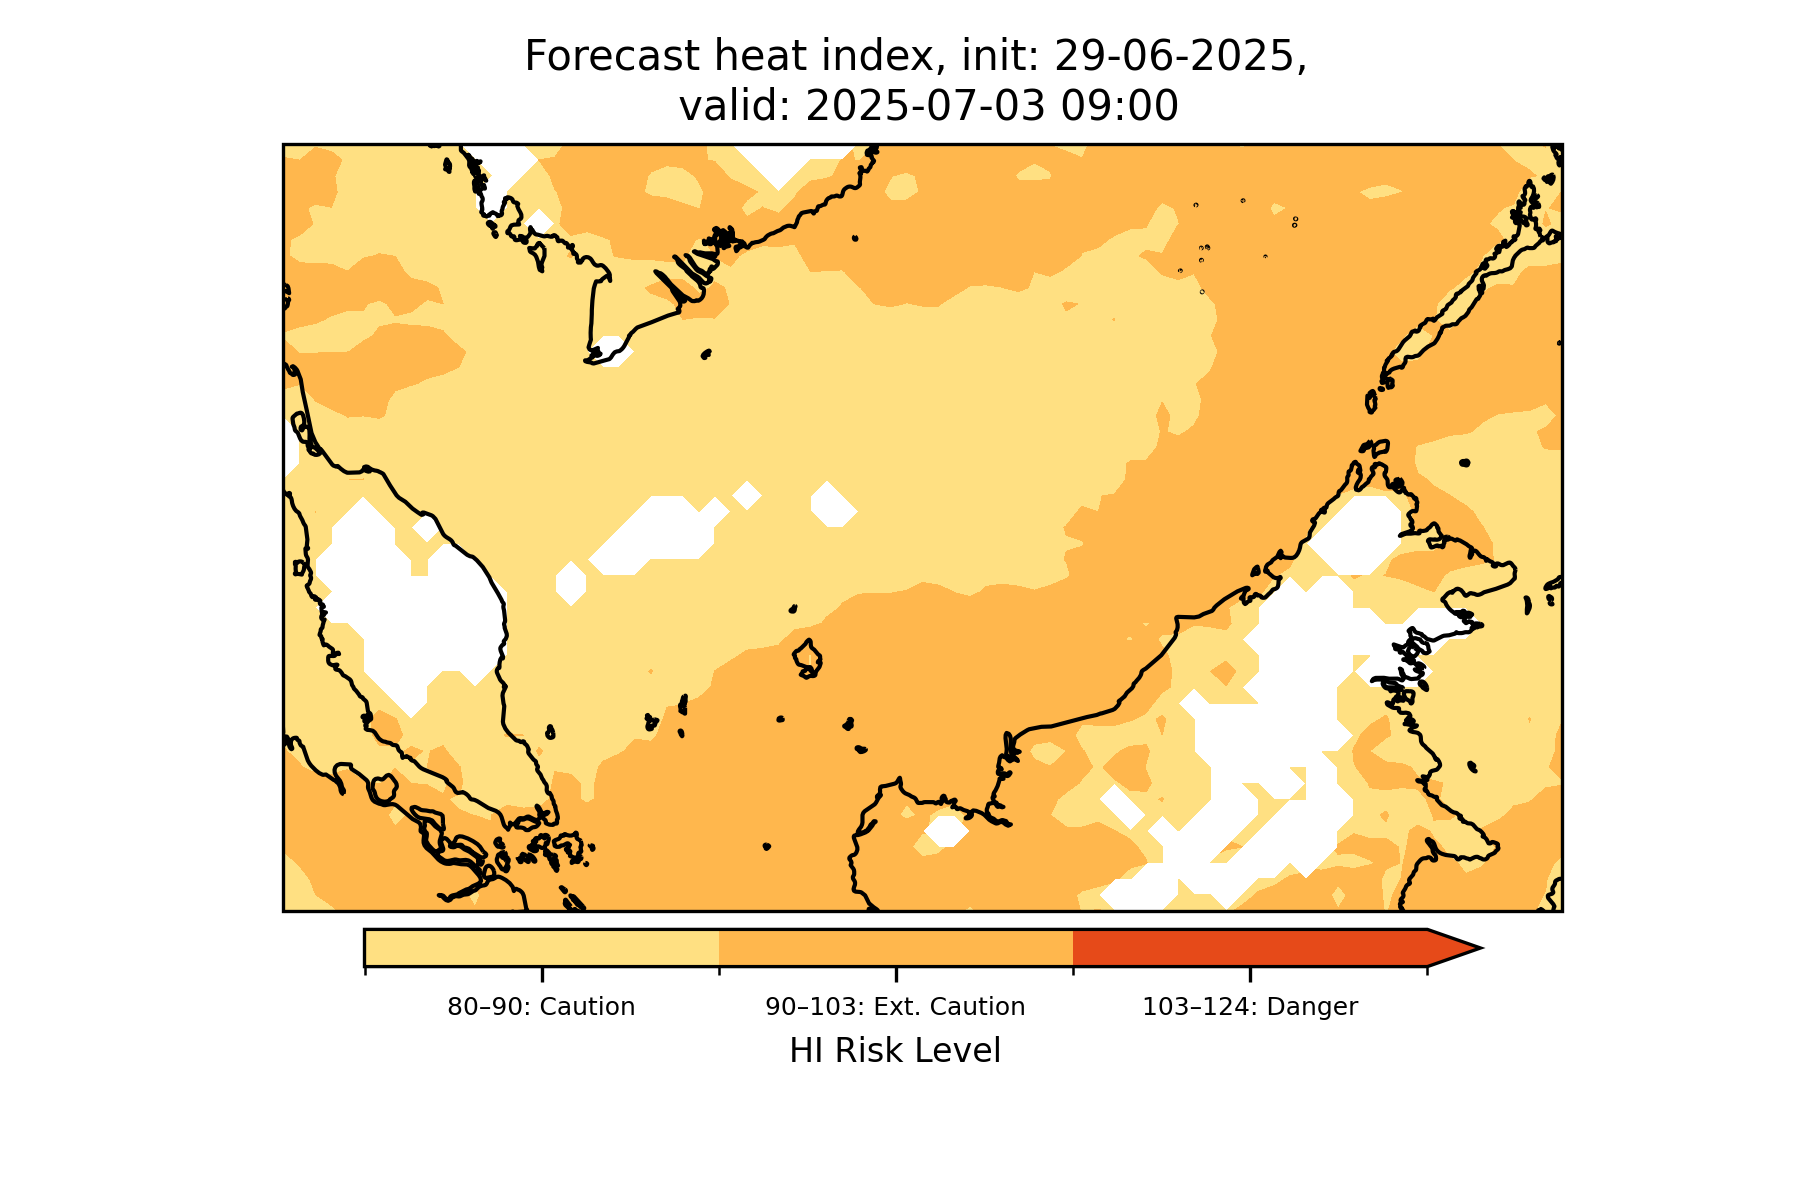 Forecast heat index, init: 29-06-2025,
valid: 2025-07-03 09:00
80–90: Caution
90–103: Ext. Caution
103–124: Danger
HI Risk Level